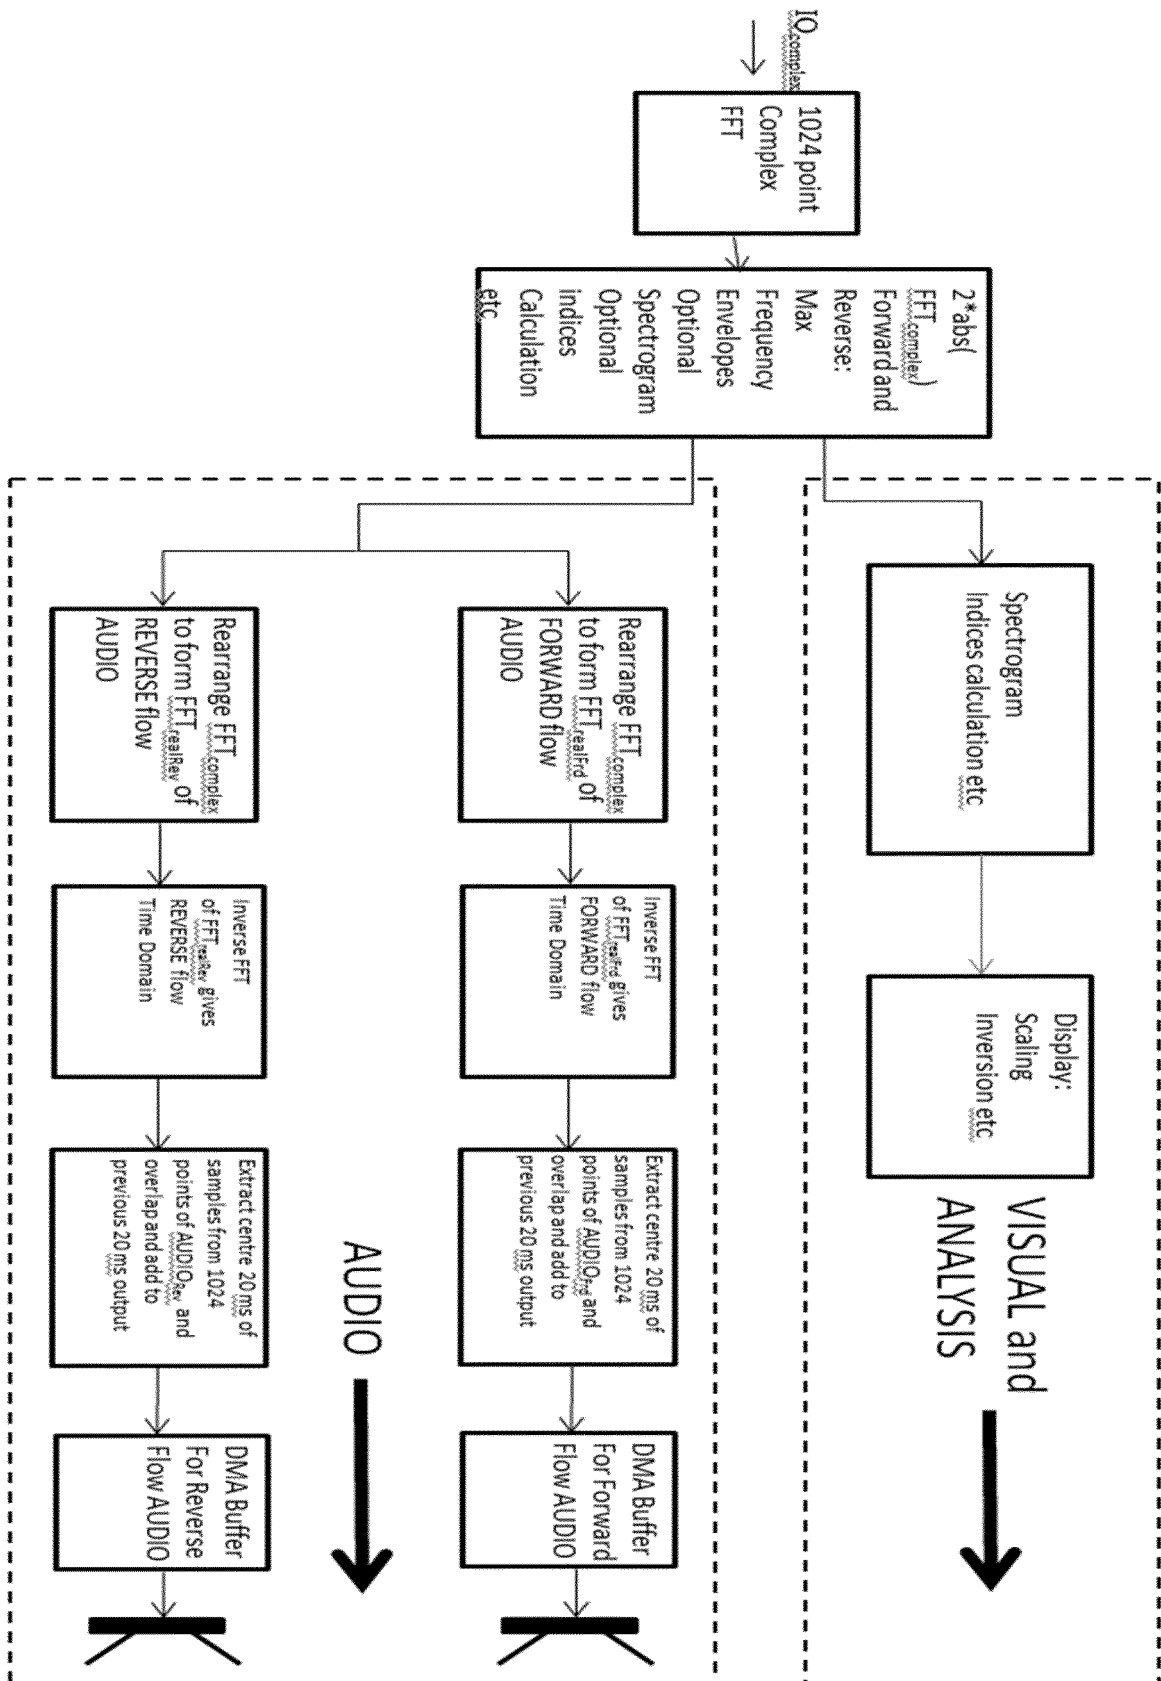 IQcomplex
1024 point
Complex
FFT
2*abs(
FFTcomplex)
Forward and
Reverse:
Max
Frequency
Envelopes
Optional
Spectrogram
Optional
indices
Calculation
etc
Spectrogram
Indices calculation etc
Display:
Scaling
Inversion etc
VISUAL and
ANALYSIS
Rearrange FFTcomplex
to form FFTrealFrd of
FORWARD flow
AUDIO
Inverse FFT
of FFTrealFrd gives
FORWARD flow
Time Domain
Extract centre 20 ms of
samples from 1024
points of AUDIOFrd and
overlap and add to
previous 20 ms output
DMA Buffer
For Forward
Flow AUDIO
AUDIO
Rearrange FFTcomplex
to form FFTrealRev of
REVERSE flow
AUDIO
Inverse FFT
of FFTrealRev gives
REVERSE flow
Time Domain
Extract centre 20 ms of
samples from 1024
points of AUDIORev and
overlap and add to
previous 20 ms output
DMA Buffer
For Reverse
Flow AUDIO